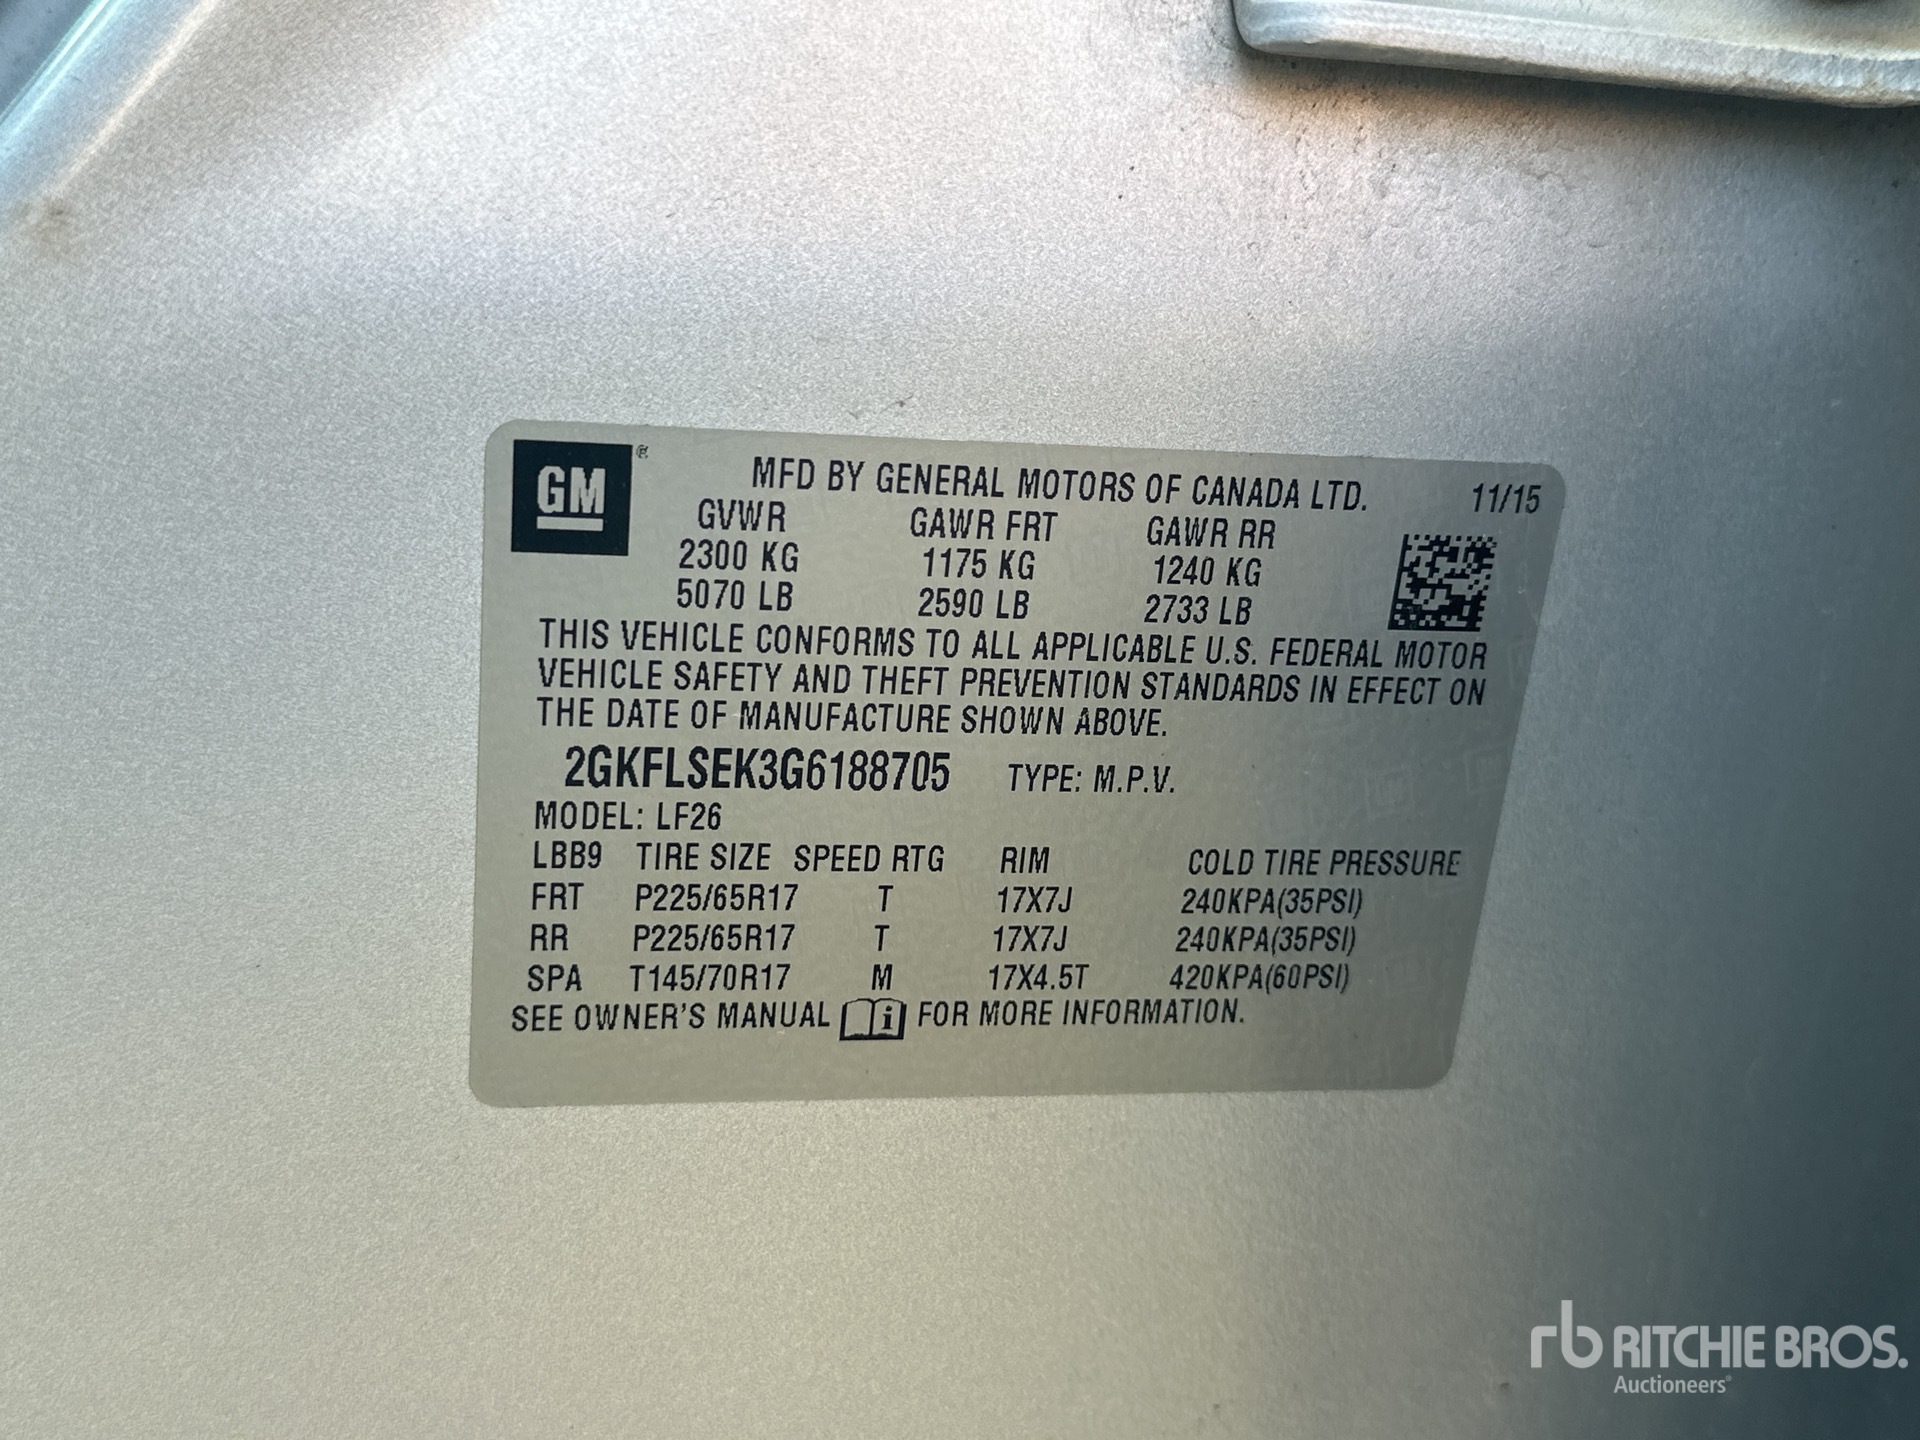 GM®
MFD BY GENERAL MOTORS OF CANADA LTD. 11/15
GVWR GAWR FRT GAWR RR
2300 KG 1175 KG 1240 KG
5070 LB 2590 LB 2733 LB
THIS VEHICLE CONFORMS TO ALL APPLICABLE U.S. FEDERAL MOTOR
VEHICLE SAFETY AND THEFT PREVENTION STANDARDS IN EFFECT ON
THE DATE OF MANUFACTURE SHOWN ABOVE.
2GKFLSEK3G6188705 TYPE: M.P.V.
MODEL: LF26
LBB9 TIRE SIZE SPEED RTG RIM COLD TIRE PRESSURE
FRT P225/65R17 T 17X7J 240KPA(35PSI)
RR P225/65R17 T 17X7J 240KPA(35PSI)
SPA T145/70R17 M 17X4.5T 420KPA(60PSI)
SEE OWNER'S MANUAL i FOR MORE INFORMATION.
rb RITCHIE BROS.
Auctioneers®